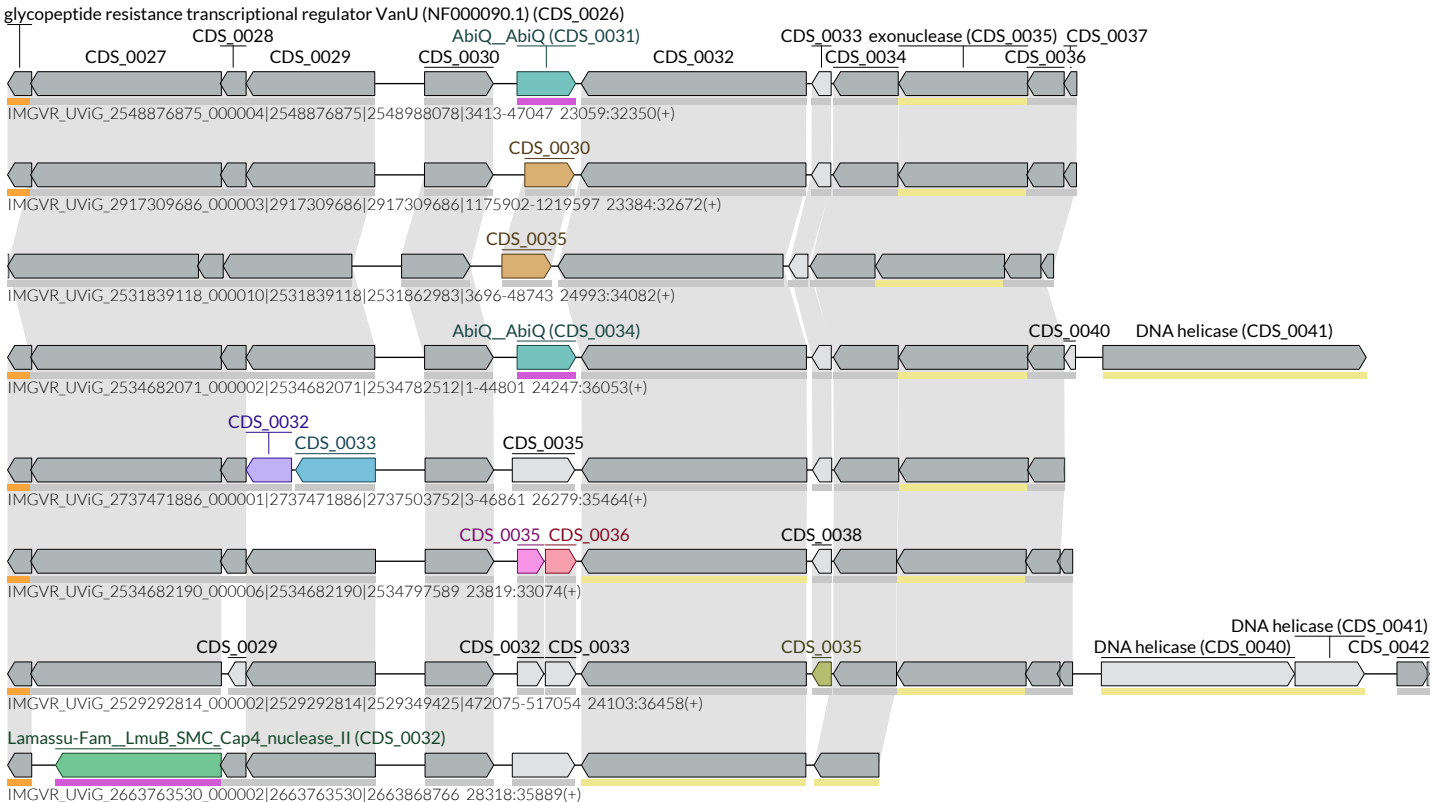 glycopeptide resistance transcriptional regulator VanU (NF000090.1) (CDS_0026)
CDS_0028 AbiQ__AbiQ (CDS_0031) CDS_0033 exonuclease (CDS_0035) CDS_0037
CDS_0027 CDS_0029 CDS_0030 CDS_0032 CDS_0034 CDS_0036
IMGVR_UViG_2548876875_000004|2548876875|2548988078|3413-47047 23059:32350(+)
CDS_0030
IMGVR_UViG_2917309686_000003|2917309686|2917309686|1175902-1219597 23384:32672(+)
CDS_0035
IMGVR_UViG_2531839118_000010|2531839118|2531862983|3696-48743 24993:34082(+)
AbiQ__AbiQ (CDS_0034) CDS_0040 DNA helicase (CDS_0041)
IMGVR_UViG_2534682071_000002|2534682071|2534782512|1-44801 24247:36053(+)
CDS_0032
CDS_0033 CDS_0035
IMGVR_UViG_2737471886_000001|2737471886|2737503752|3-46861 26279:35464(+)
CDS_0035 CDS_0036 CDS_0038
IMGVR_UViG_2534682190_000006|2534682190|2534797589 23819:33074(+)
DNA helicase (CDS_0041)
CDS_0029 CDS_0032 CDS_0033 CDS_0035 DNA helicase (CDS_0040) CDS_0042
IMGVR_UViG_2529292814_000002|2529292814|2529349425|472075-517054 24103:36458(+)
Lamassu-Fam__LmuB_SMC_Cap4_nuclease_II (CDS_0032)
IMGVR_UViG_2663763530_000002|2663763530|2663868766 28318:35889(+)